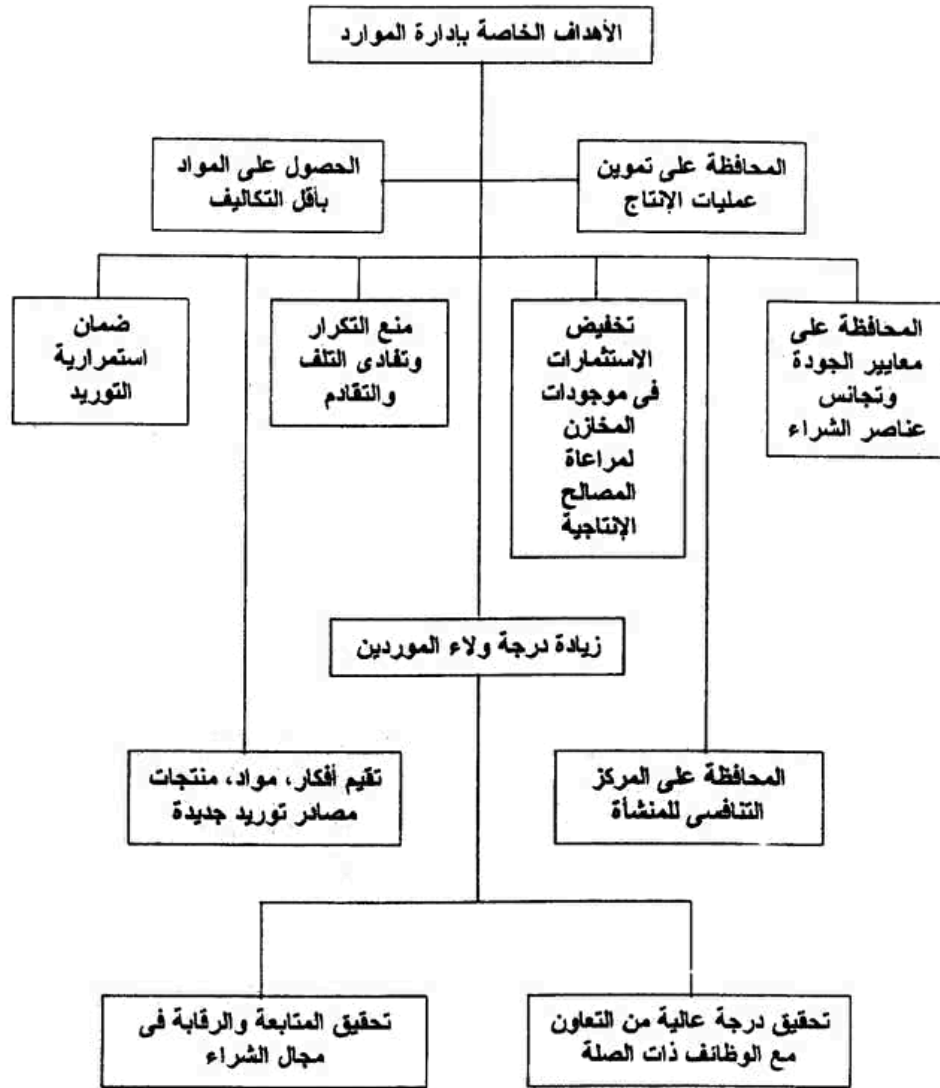 الأهداف الخاصة بإدارة الموارد
المحافظة على تموين
عمليات الإنتاج
الحصول على المواد
بأقل التكاليف
المحافظة على
معايير الجودة
وتجانس
عناصر الشراء
تخفيض
الاستثمارات
فى موجودات
المخازن
لمراعاة
المصالح
الإنتاجية
منع التكرار
وتفادى التلف
والتقادم
ضمان
استمرارية
التوريد
زيادة درجة ولاء الموردين
المحافظة على المركز
التنافسى للمنشأة
تقيم أفكار، مواد، منتجات
مصادر توريد جديدة
تحقيق درجة عالية من التعاون
مع الوظائف ذات الصلة
تحقيق المتابعة والرقابة فى
مجال الشراء